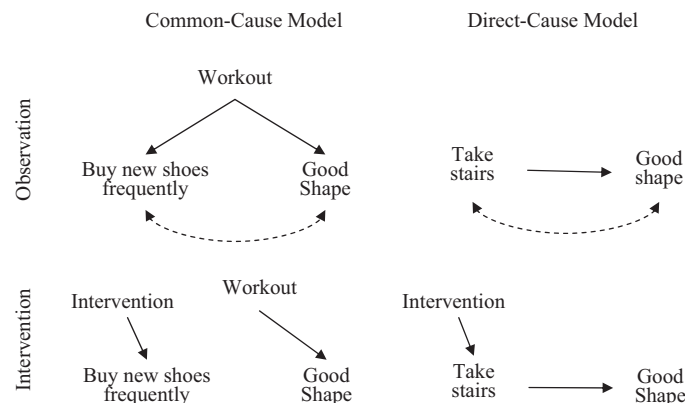 Common-Cause Model
Direct-Cause Model
Observation
Workout
Buy new shoes
frequently
Good
Shape
Take
stairs
Good
shape
Intervention
Intervention
Workout
Buy new shoes
frequently
Good
Shape
Intervention
Take
stairs
Good
Shape